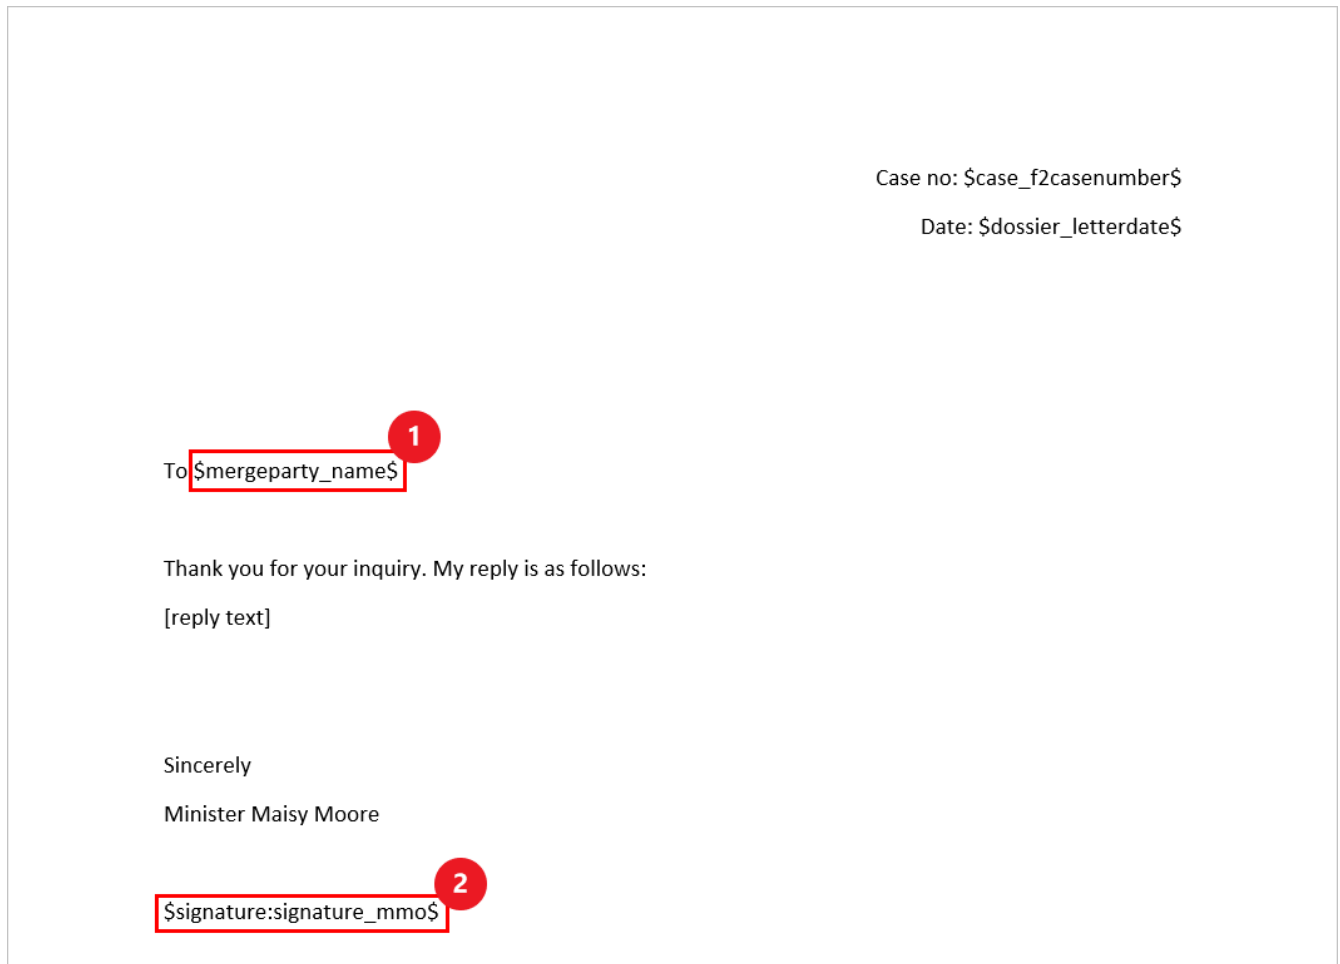 Case no: $case_f2casenumber$
Date: $dossier_letterdate$
1
To $mergeparty_name$
Thank you for your inquiry. My reply is as follows:
[reply text]
Sincerely
Minister Maisy Moore
2
$signature:signature_mmo$